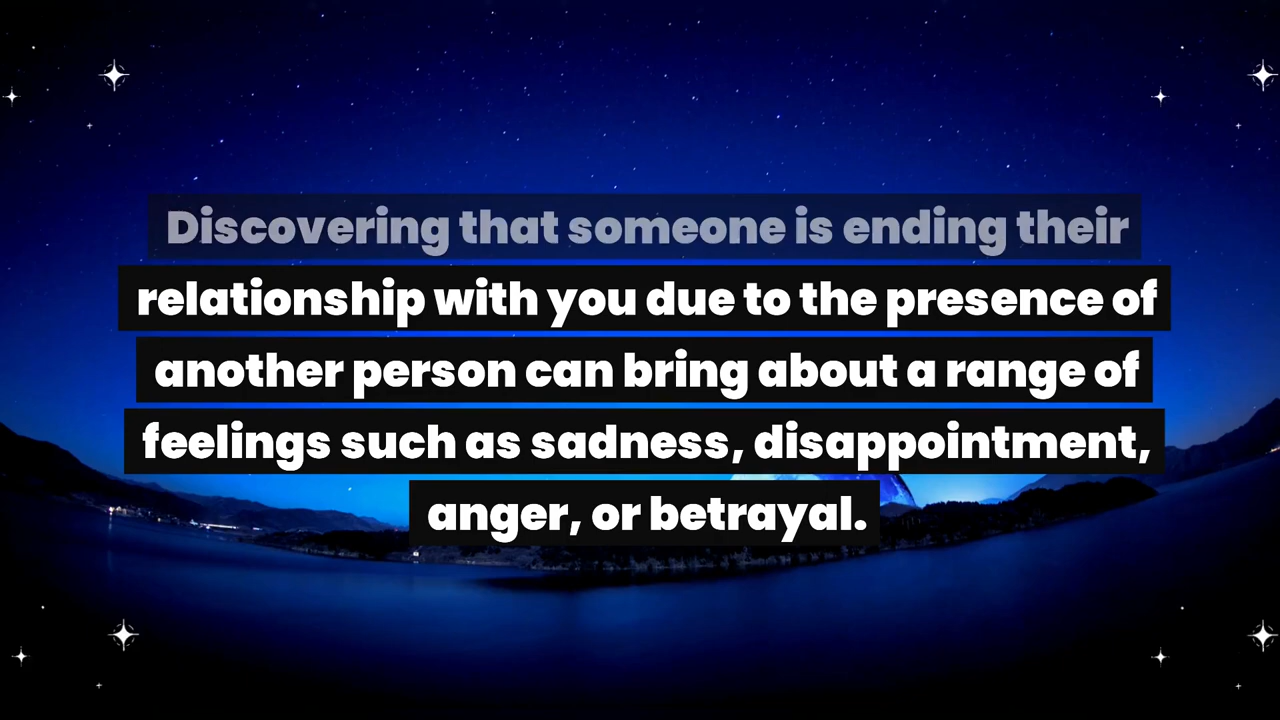 Discovering that someone is ending their
relationship with you due to the presence of
another person can bring about a range of
feelings such as sadness, disappointment,
anger, or betrayal.